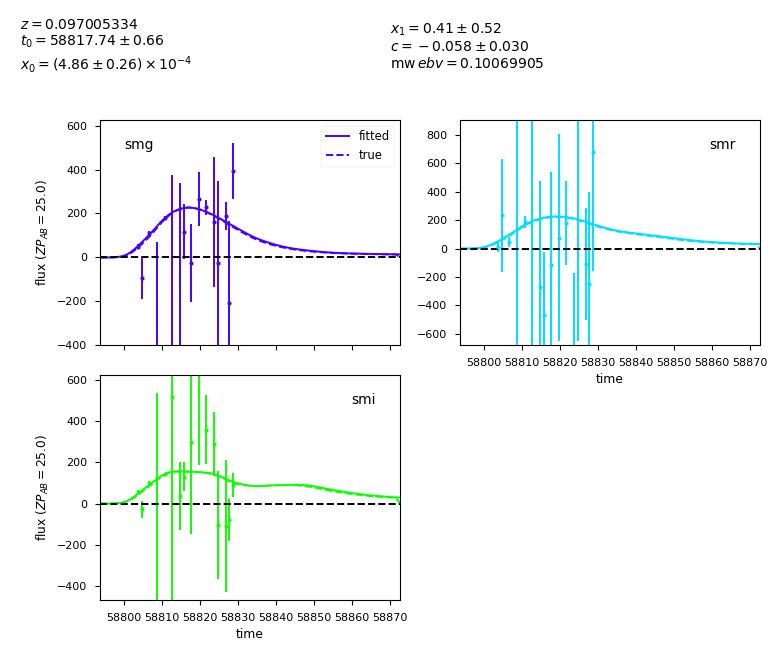 z = 0.097005334
t₀ = 58817.74 ± 0.66
x₀ = (4.86 ± 0.26) × 10⁻⁴
x₁ = 0.41 ± 0.52
c = −0.058 ± 0.030
mw ebv = 0.10069905
smg
fitted
true
600
400
200
0
−200
−400
flux (ZP_AB = 25.0)
smr
800
600
400
200
0
−200
−400
−600
58800 58810 58820 58830 58840 58850 58860 58870
time
smi
600
400
200
0
−200
−400
flux (ZP_AB = 25.0)
58800 58810 58820 58830 58840 58850 58860 58870
time